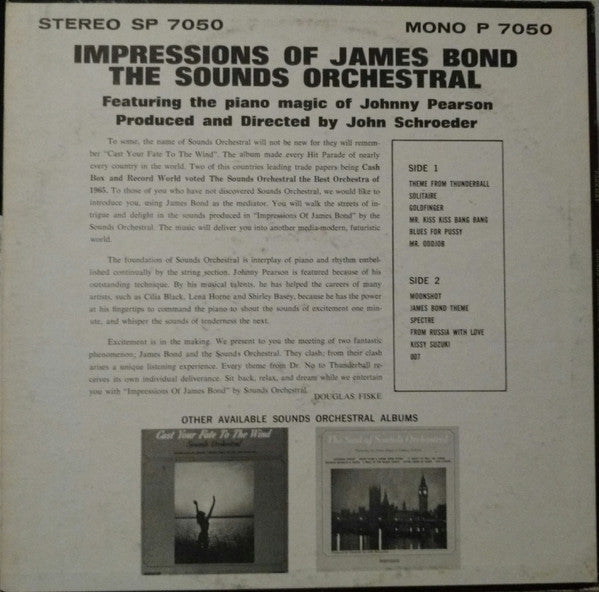 STEREO SP 7050
MONO P 7050
IMPRESSIONS OF JAMES BOND
THE SOUNDS ORCHESTRAL
Featuring the piano magic of Johnny Pearson
Produced and Directed by John Schroeder
To some, the name of Sounds Orchestral will not be new for they will remem-
ber "Cast Your Fate To The Wind". The album made every Hit Parade of nearly
every country in the world. Two of this countries leading trade papers being Cash
Box and Record World voted The Sounds Orchestral the Best Orchestra of
1965. To those of you who have not discovered Sounds Orchestral, we would like to
introduce you, using James Bond as the mediator. You will walk the streets of in-
trigue and delight in the sounds produced in "Impressions Of James Bond" by the
Sounds Orchestral. The music will deliver you into another media-modern, futuristic
world.
The foundation of Sounds Orchestral is interplay of piano and rhythm embel-
lished continually by the string section. Johnny Pearson is featured because of his
outstanding technique. By his musical talents, he has helped the careers of many
artists, such as Cilia Black, Lena Horne and Shirley Basey, because he has the power
at his fingertips to command the piano to shout the sounds of excitement one min-
ute, and whisper the sounds of tenderness the next.
Excitement is in the making. We present to you the meeting of two fantastic
phenomenon; James Bond and the Sounds Orchestral. They clash; from their clash
arises a unique listening experience. Every theme from Dr. No to Thunderball re-
ceives its own individual deliverance. Sit back, relax, and dream while we entertain
you with "Impressions Of James Bond" by Sounds Orchestral.
DOUGLAS FISKE
SIDE 1
THEME FROM THUNDERBALL
SOLITAIRE
GOLDFINGER
MR. KISS KISS BANG BANG
BLUES FOR PUSSY
MR. ODDJOB
SIDE 2
MOONSHOT
JAMES BOND THEME
SPECTRE
FROM RUSSIA WITH LOVE
KISSY SUZUKI
007
OTHER AVAILABLE SOUNDS ORCHESTRAL ALBUMS
Cast Your Fate To The Wind
Sounds Orchestral
The Soul of Sounds Orchestral